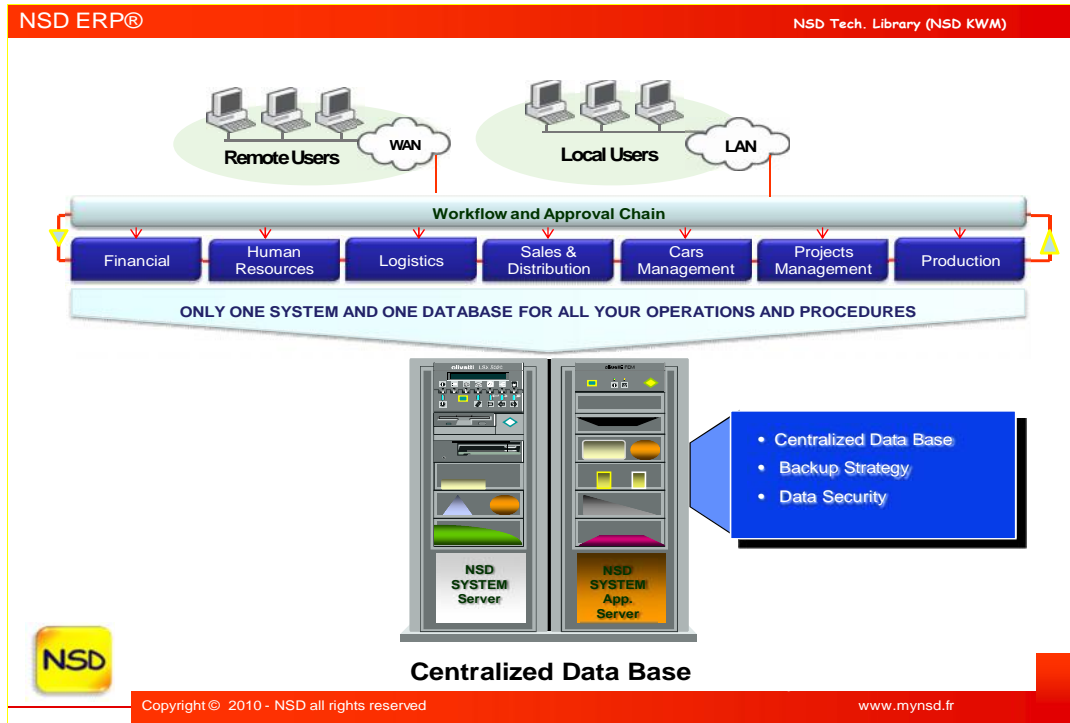 NSD ERP®
NSD Tech. Library (NSD KWM)
WAN
Remote Users
LAN
Local Users
Workflow and Approval Chain
Financial
Human
Resources
Logistics
Sales &
Distribution
Cars
Management
Projects
Management
Production
ONLY ONE SYSTEM AND ONE DATABASE FOR ALL YOUR OPERATIONS AND PROCEDURES
olivetti
• Centralized Data Base
• Backup Strategy
• Data Security
NSD
SYSTEM
Server
NSD
SYSTEM
App.
Server
NSD
Centralized Data Base
Copyright © 2010 - NSD all rights reserved
www.mynsd.fr